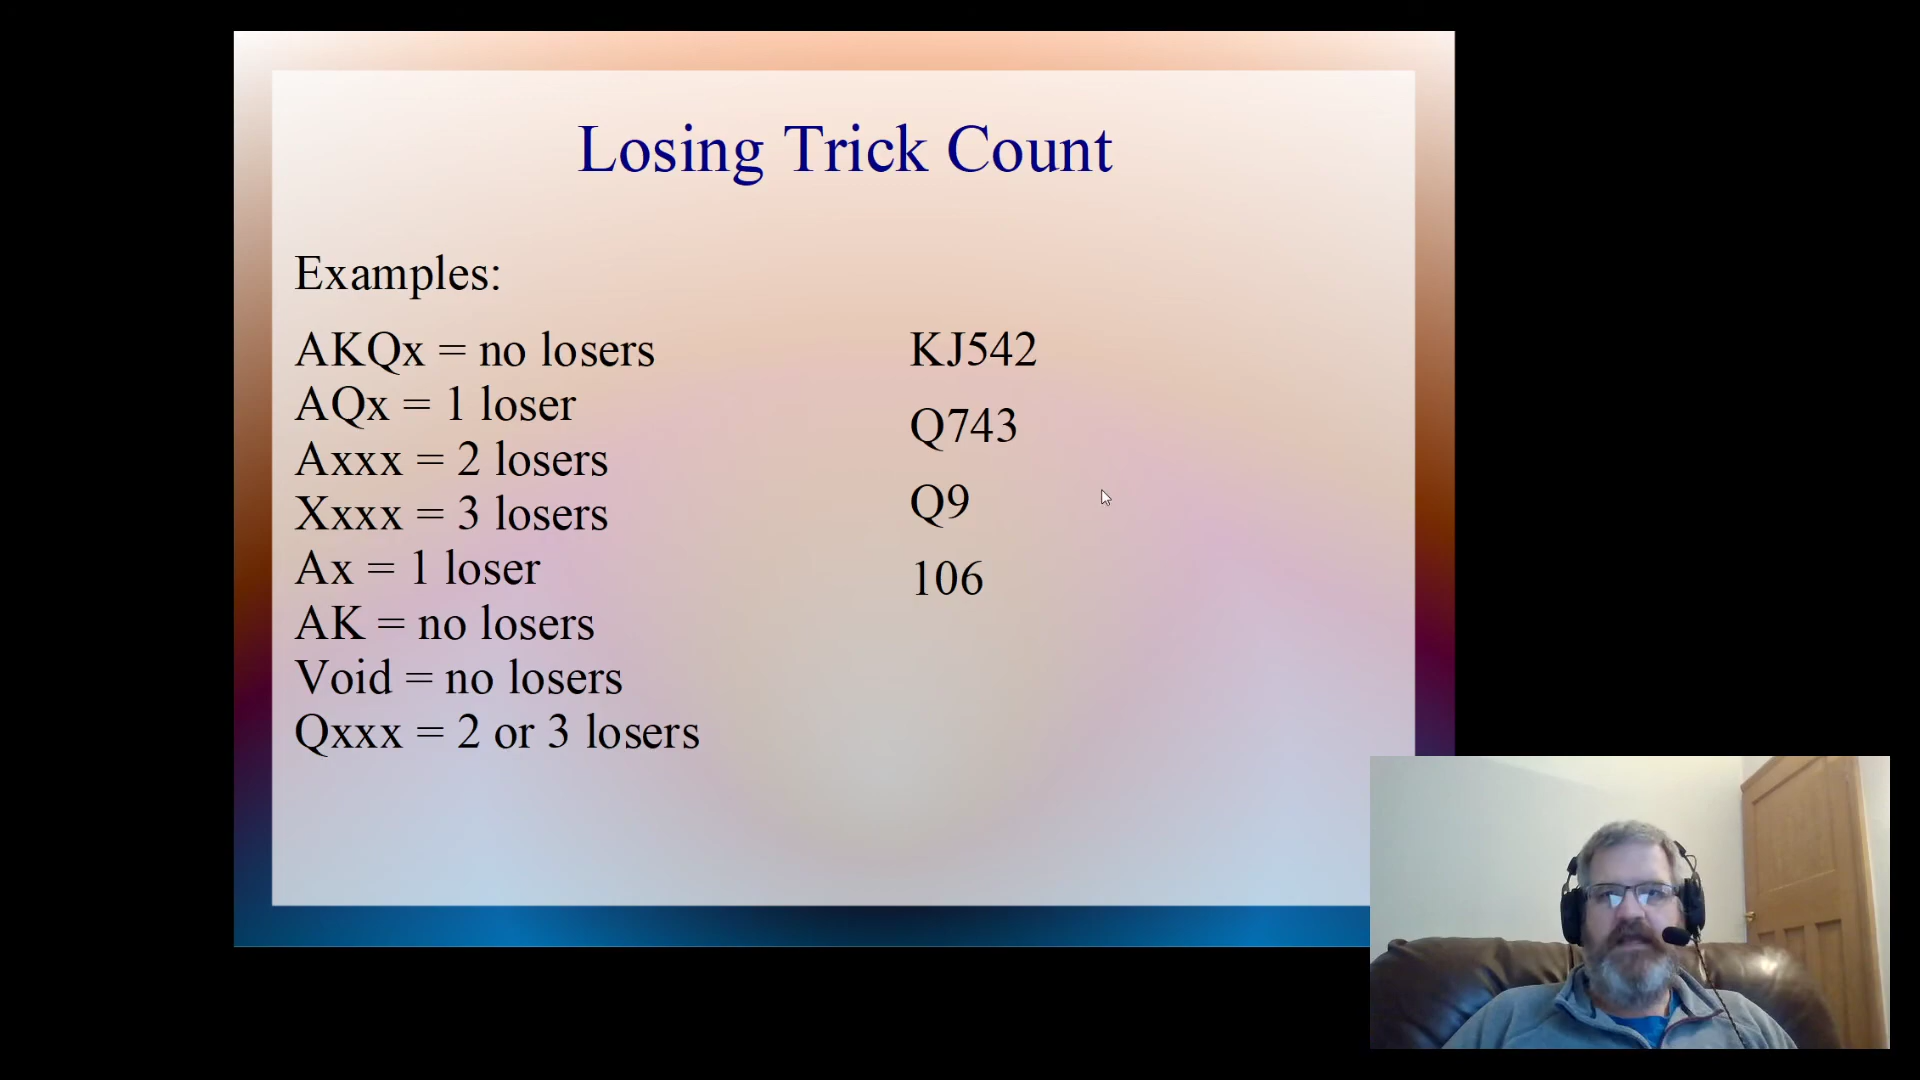 Losing Trick Count
Examples:
AKQx = no losers
AQx = 1 loser
Axxx = 2 losers
Xxxx = 3 losers
Ax = 1 loser
AK = no losers
Void = no losers
Qxxx = 2 or 3 losers
KJ542
Q743
Q9
106